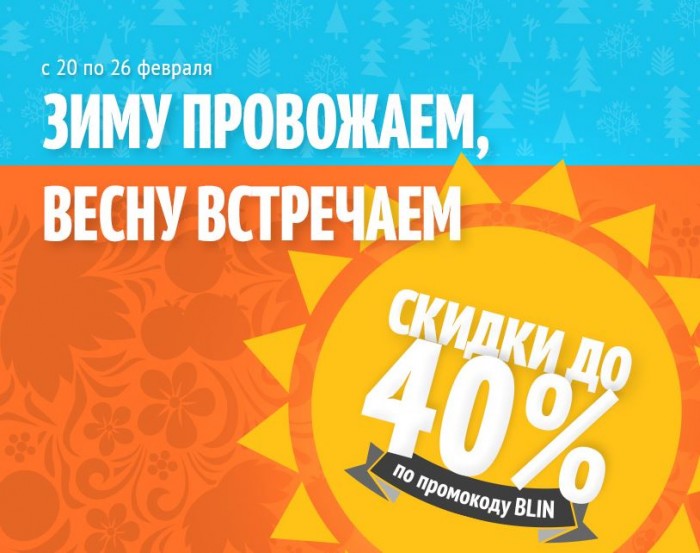 с 20 по 26 февраля
ЗИМУ ПРОВОЖАЕМ,
ВЕСНУ ВСТРЕЧАЕМ
СКИДКИ ДО
40%
по промокоду BLIN